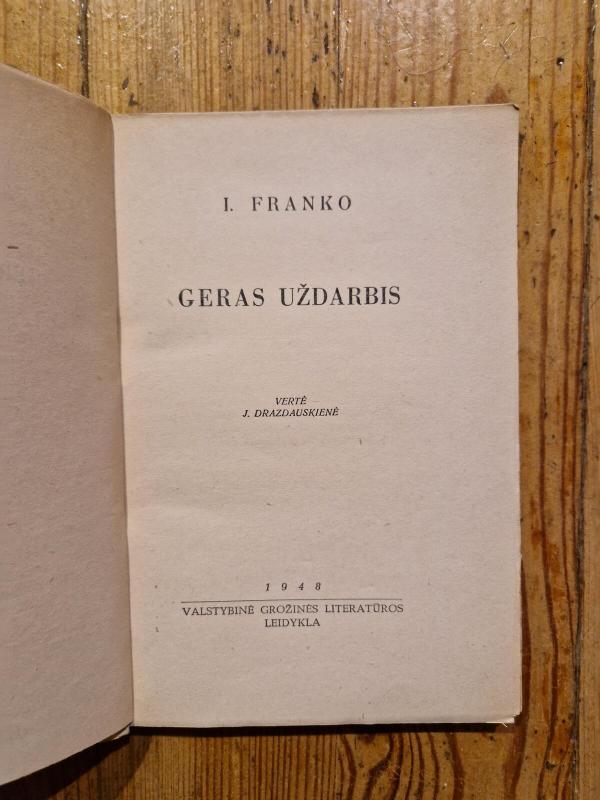 I. FRANKO
GERAS UŽDARBIS
VERTĖ
J. DRAZDAUSKIENĖ
1948
VALSTYBINĖ GROŽINĖS LITERATŪROS
LEIDYKLA